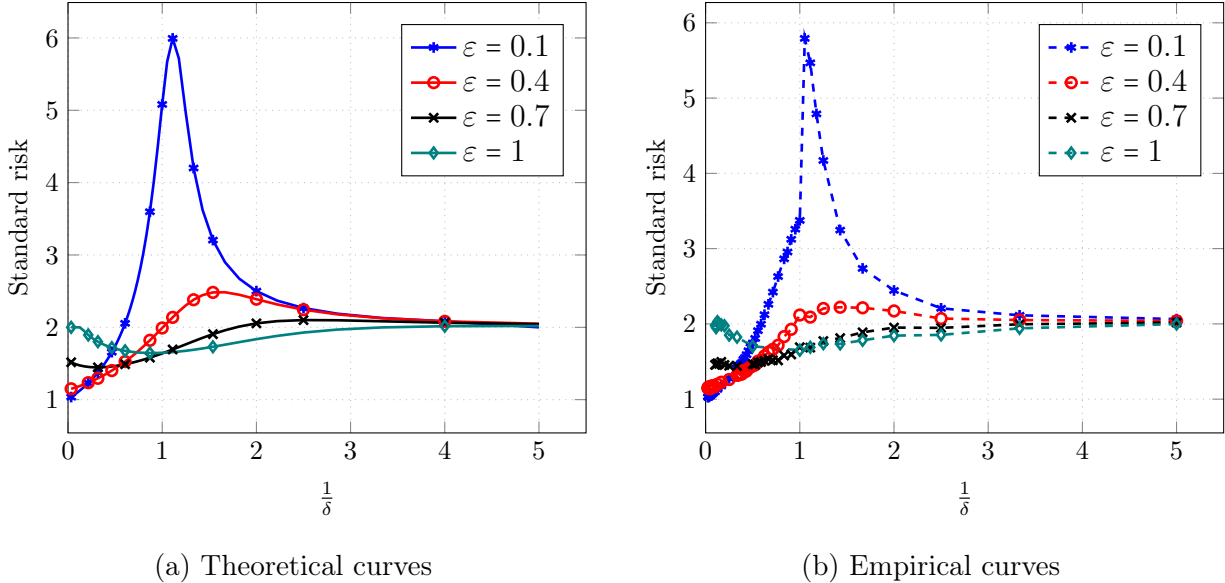 6
5
4
3
2
1
0
1
2
3
4
5
Standard risk
1/δ
ε = 0.1
ε = 0.4
ε = 0.7
ε = 1
(a) Theoretical curves
6
5
4
3
2
1
0
1
2
3
4
5
Standard risk
1/δ
ε = 0.1
ε = 0.4
ε = 0.7
ε = 1
(b) Empirical curves